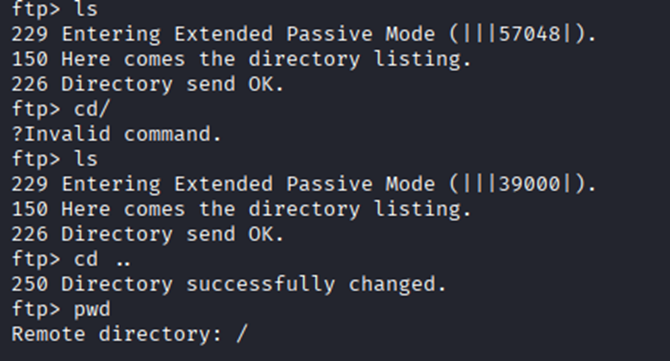 ftp> ls
229 Entering Extended Passive Mode (|||57048|).
150 Here comes the directory listing.
226 Directory send OK.
ftp> cd/
?Invalid command.
ftp> ls
229 Entering Extended Passive Mode (|||39000|).
150 Here comes the directory listing.
226 Directory send OK.
ftp> cd ..
250 Directory successfully changed.
ftp> pwd
Remote directory: /